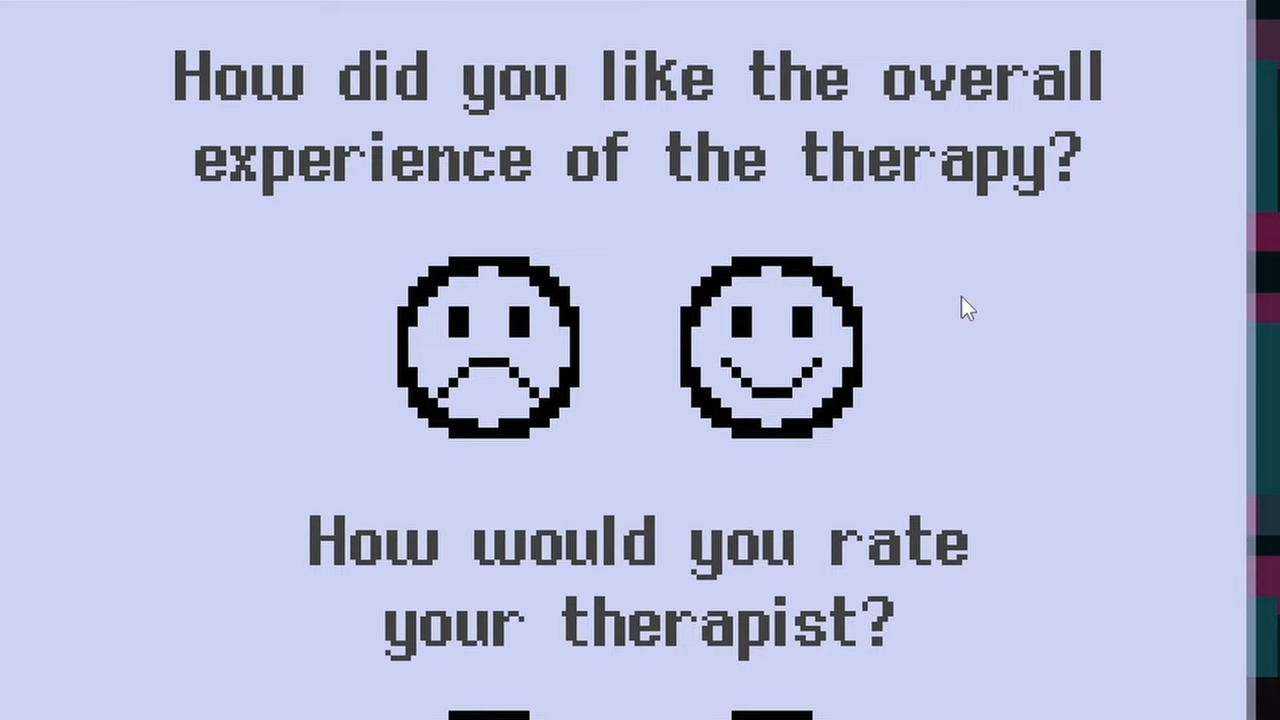 How did you like the overall
experience of the therapy?
How would you rate
your therapist?